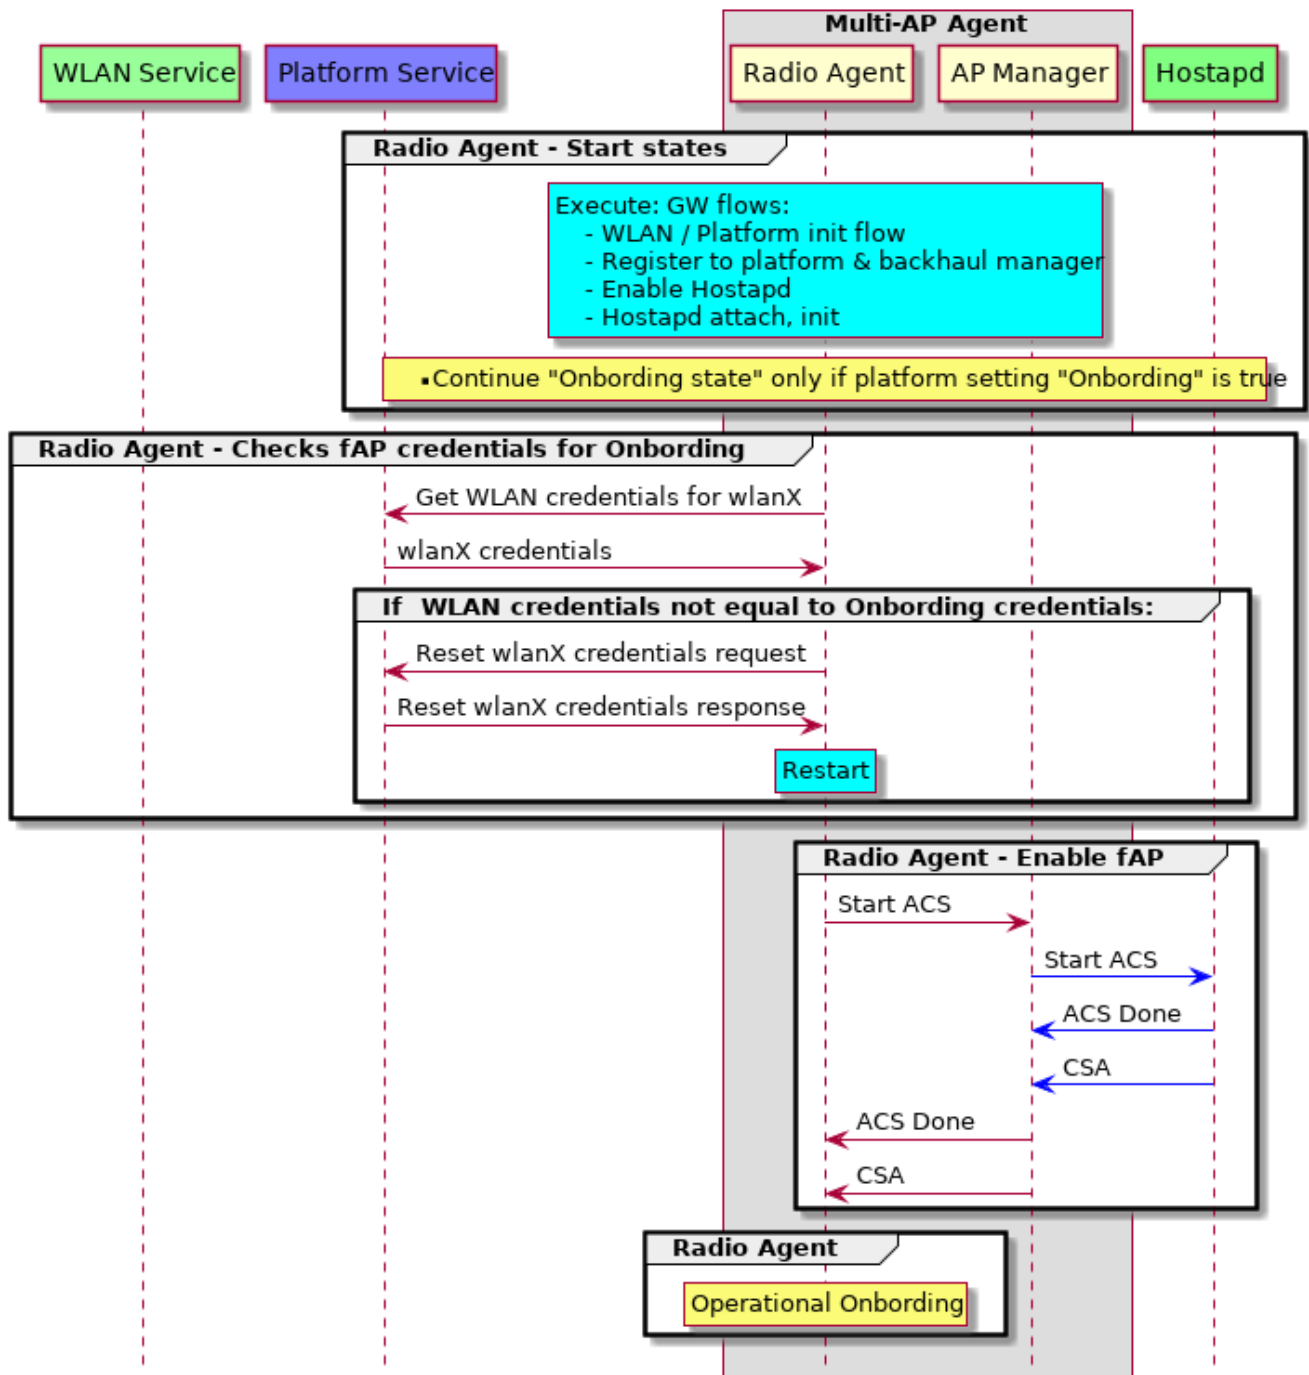 Multi-AP Agent
WLAN Service
Platform Service
Radio Agent
AP Manager
Hostapd
Radio Agent - Start states
Execute: GW flows:
- WLAN / Platform init flow
- Register to platform & backhaul manager
- Enable Hostapd
- Hostapd attach, init
▪Continue "Onbording state" only if platform setting "Onbording" is true
Radio Agent - Checks fAP credentials for Onbording
Get WLAN credentials for wlanX
wlanX credentials
If  WLAN credentials not equal to Onbording credentials:
Reset wlanX credentials request
Reset wlanX credentials response
Restart
Radio Agent - Enable fAP
Start ACS
Start ACS
ACS Done
CSA
ACS Done
CSA
Radio Agent
Operational Onbording